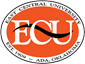 EAST CENTRAL UNIVERSITY
ECU
EST. 1909 ~ ADA, OKLAHOMA